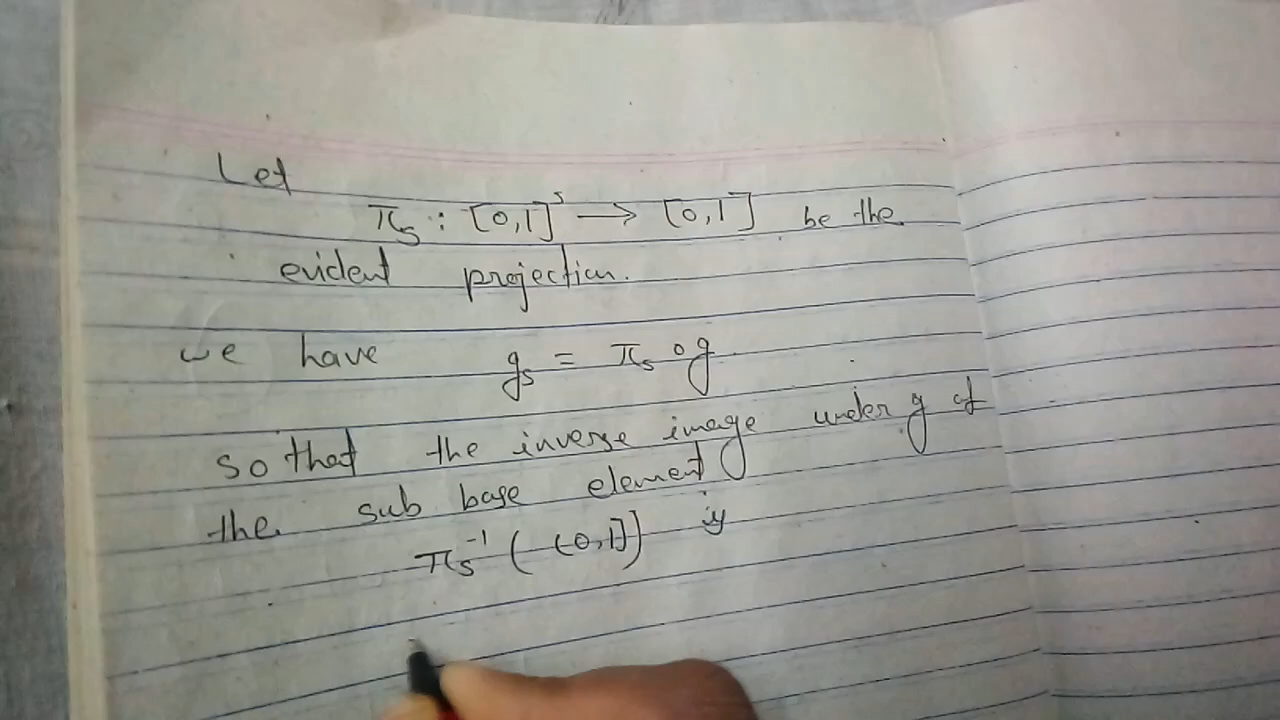 Let
π_s : [0,1]^s → [0,1] be the
evident projection.
we have g_s = π_s ∘ g
so that the inverse image under g of
the sub base element
π_s^{-1} ( (0,1]) is